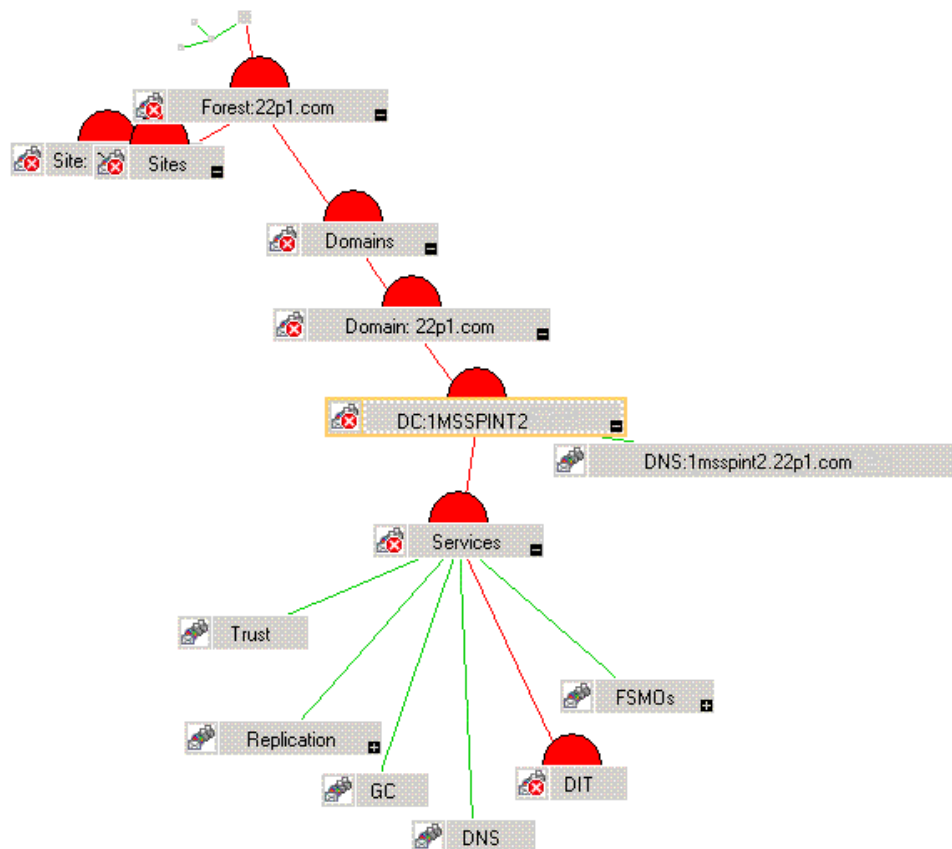 Forest:22p1.com
Site:
Sites
Domains
Domain: 22p1.com
DC:1MSSPINT2
DNS:1msspint2.22p1.com
Services
Trust
FSMOs
Replication
DIT
GC
DNS